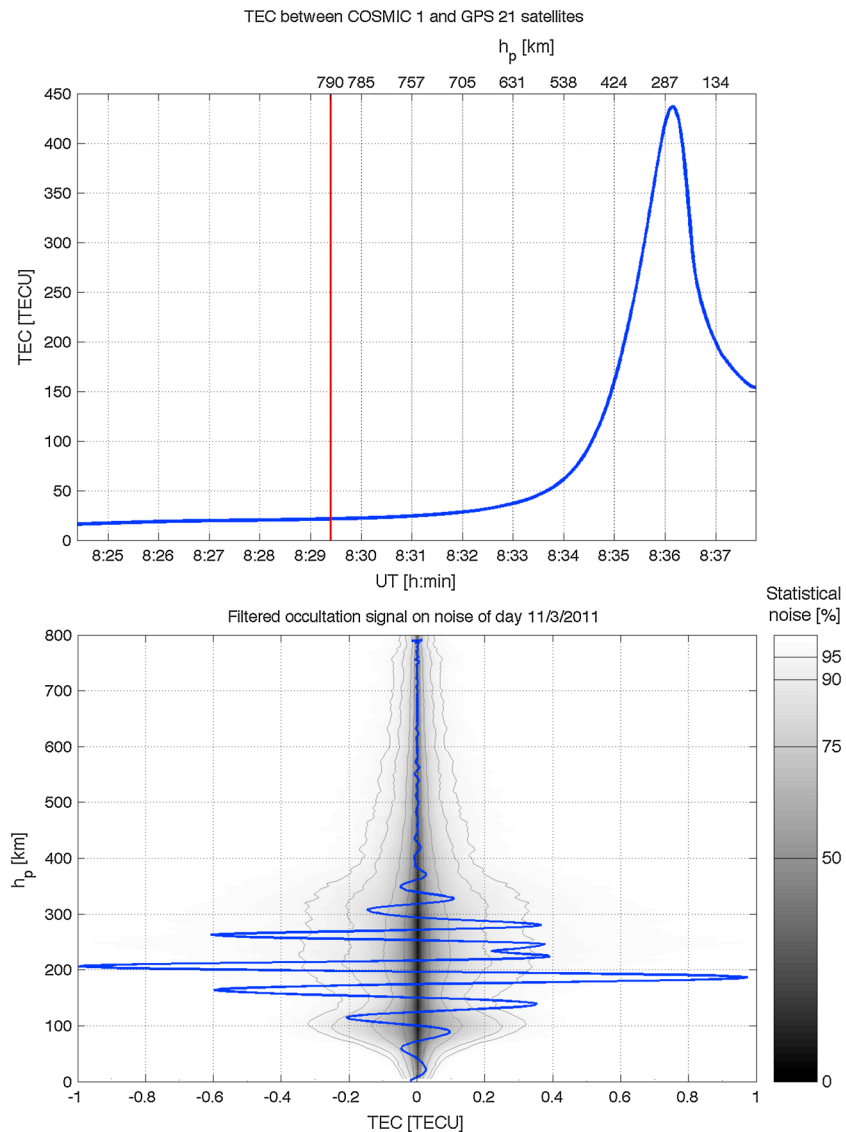 TEC between COSMIC 1 and GPS 21 satellites
hp [km]
790 785 757 705 631 538 424 287 134
450
400
350
300
250
200
150
100
50
0
TEC [TECU]
8:25 8:26 8:27 8:28 8:29 8:30 8:31 8:32 8:33 8:34 8:35 8:36 8:37
UT [h:min]
Statistical
noise [%]
Filtered occultation signal on noise of day 11/3/2011
800
700
600
500
400
300
200
100
0
hp [km]
95
90
75
50
0
-1 -0.8 -0.6 -0.4 -0.2 0 0.2 0.4 0.6 0.8 1
TEC [TECU]